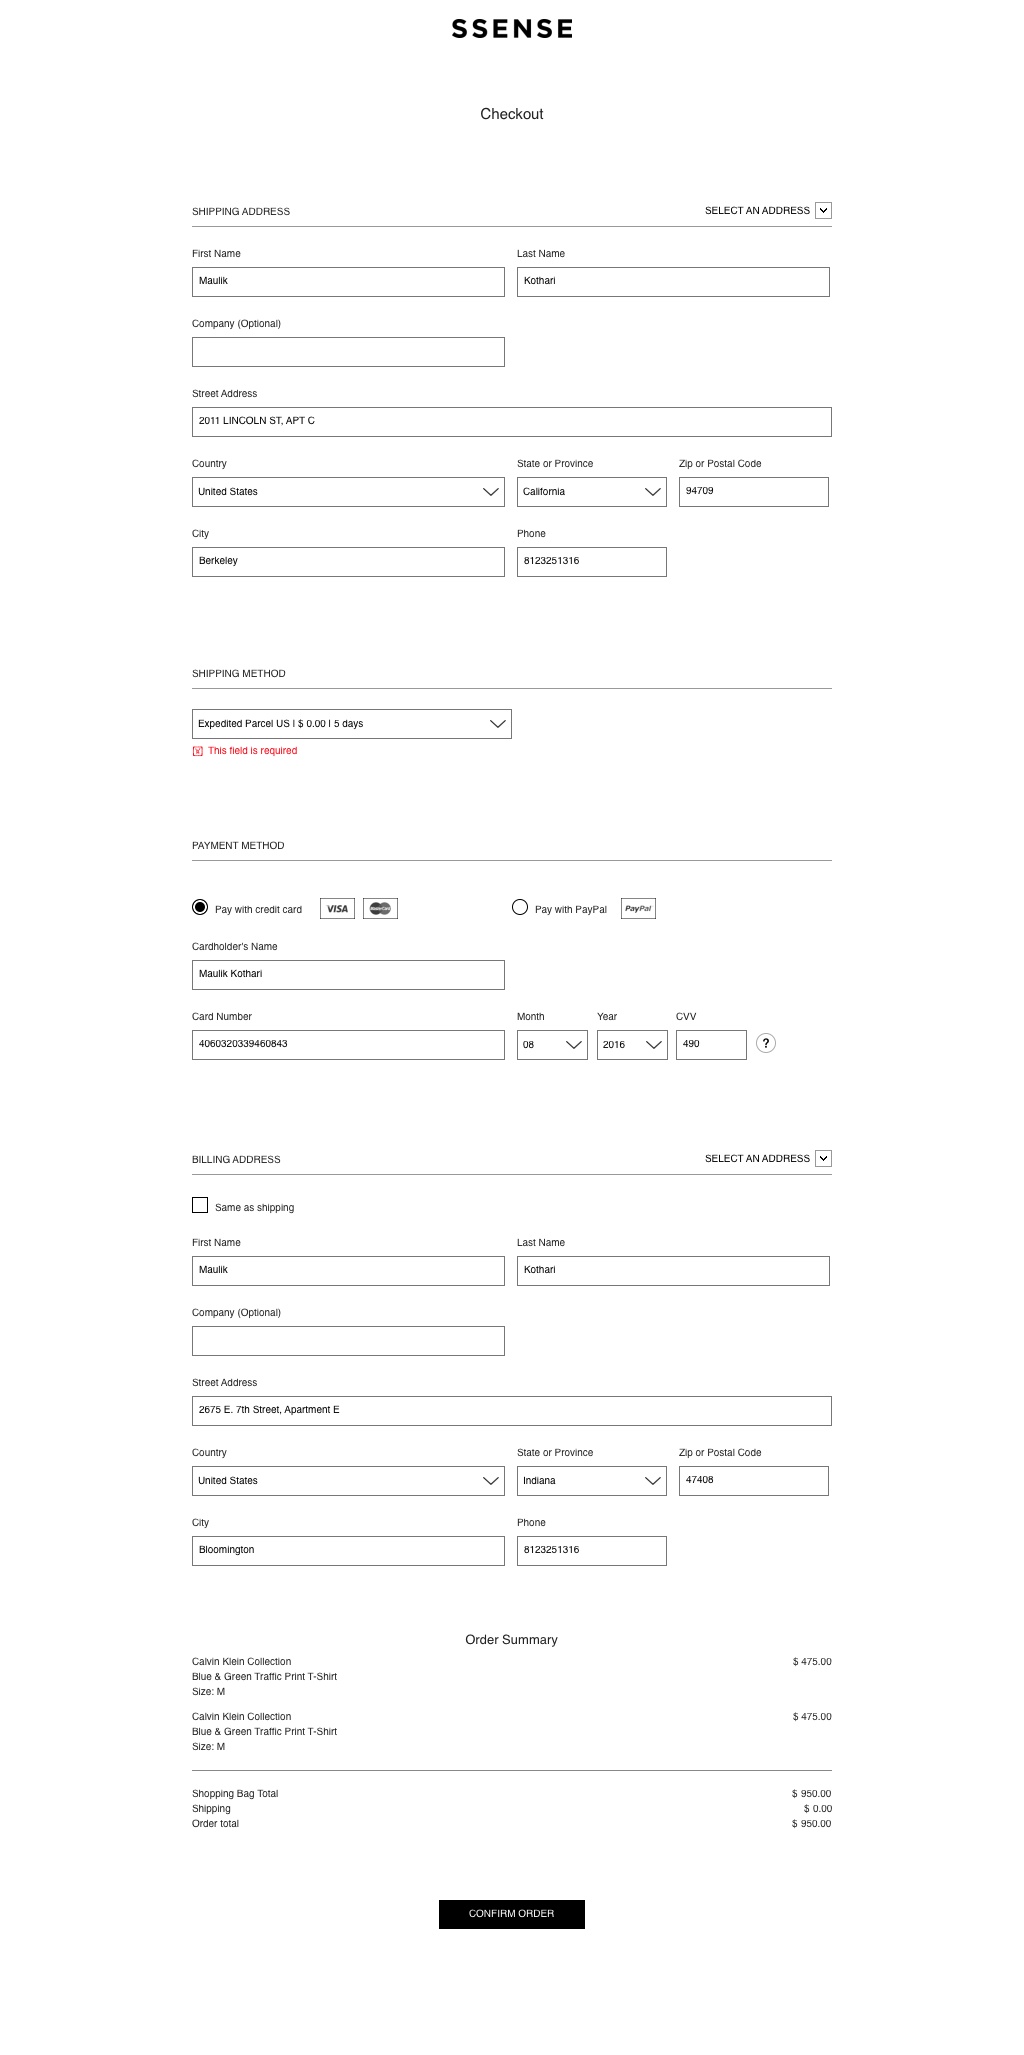 SSENSE
Checkout
SHIPPING ADDRESS SELECT AN ADDRESS
First Name Last Name
Maulik Kothari
Company (Optional)
Street Address
2011 LINCOLN ST, APT C
Country State or Province Zip or Postal Code
United States California 94709
City Phone
Berkeley 8123251316
SHIPPING METHOD
Expedited Parcel US | $ 0.00 | 5 days
This field is required
PAYMENT METHOD
Pay with credit card VISA MasterCard Pay with PayPal PayPal
Cardholder's Name
Maulik Kothari
Card Number Month Year CVV
4060320339460843 08 2016 490 ?
BILLING ADDRESS SELECT AN ADDRESS
Same as shipping
First Name Last Name
Maulik Kothari
Company (Optional)
Street Address
2675 E. 7th Street, Apartment E
Country State or Province Zip or Postal Code
United States Indiana 47408
City Phone
Bloomington 8123251316
Order Summary
Calvin Klein Collection $ 475.00
Blue & Green Traffic Print T-Shirt
Size: M
Calvin Klein Collection $ 475.00
Blue & Green Traffic Print T-Shirt
Size: M
Shopping Bag Total $ 950.00
Shipping $ 0.00
Order total $ 950.00
CONFIRM ORDER